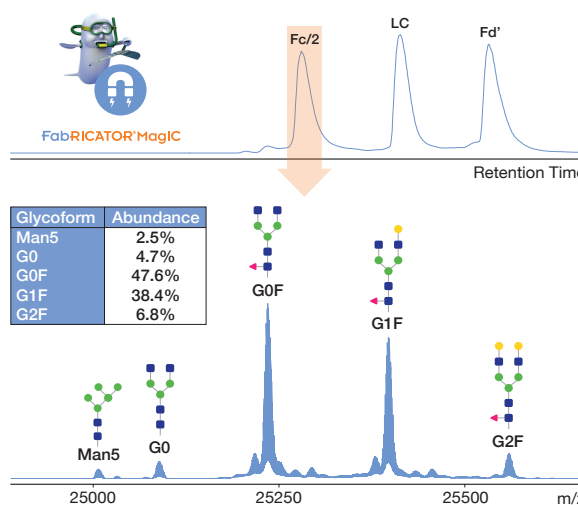 Fc/2
LC
Fd'
FabRICATOR®MagIC
Retention Time
Glycoform Abundance
Man5 2.5%
G0 4.7%
G0F 47.6%
G1F 38.4%
G2F 6.8%
G0F
G1F
G2F
Man5
G0
25000 25250 25500 m/z